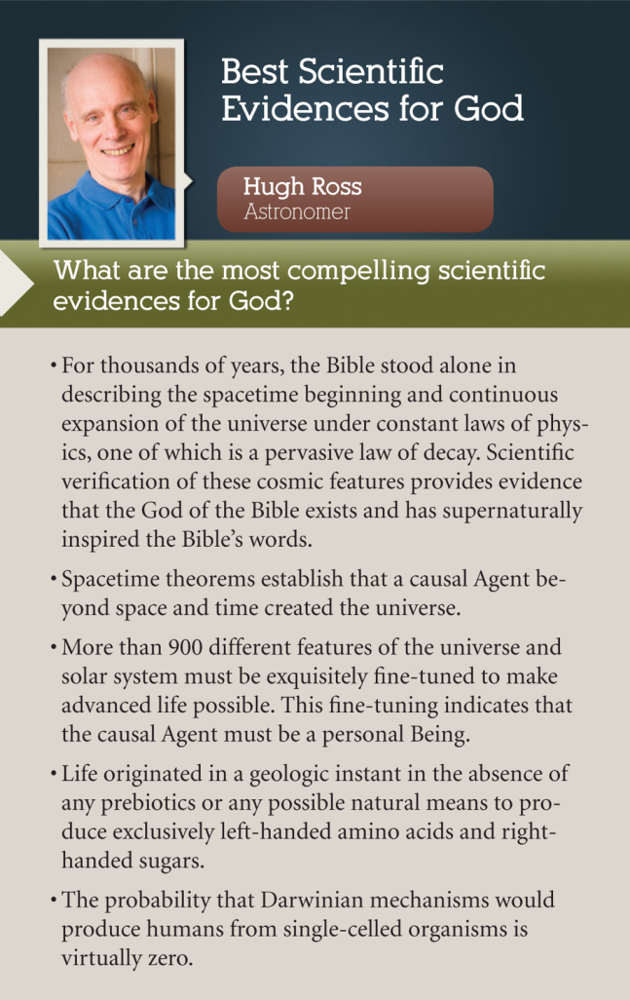 Best Scientific
Evidences for God
Hugh Ross
Astronomer
What are the most compelling scientific
evidences for God?
• For thousands of years, the Bible stood alone in
describing the spacetime beginning and continuous
expansion of the universe under constant laws of phys-
ics, one of which is a pervasive law of decay. Scientific
verification of these cosmic features provides evidence
that the God of the Bible exists and has supernaturally
inspired the Bible's words.
• Spacetime theorems establish that a causal Agent be-
yond space and time created the universe.
• More than 900 different features of the universe and
solar system must be exquisitely fine-tuned to make
advanced life possible. This fine-tuning indicates that
the causal Agent must be a personal Being.
• Life originated in a geologic instant in the absence of
any prebiotics or any possible natural means to pro-
duce exclusively left-handed amino acids and right-
handed sugars.
• The probability that Darwinian mechanisms would
produce humans from single-celled organisms is
virtually zero.